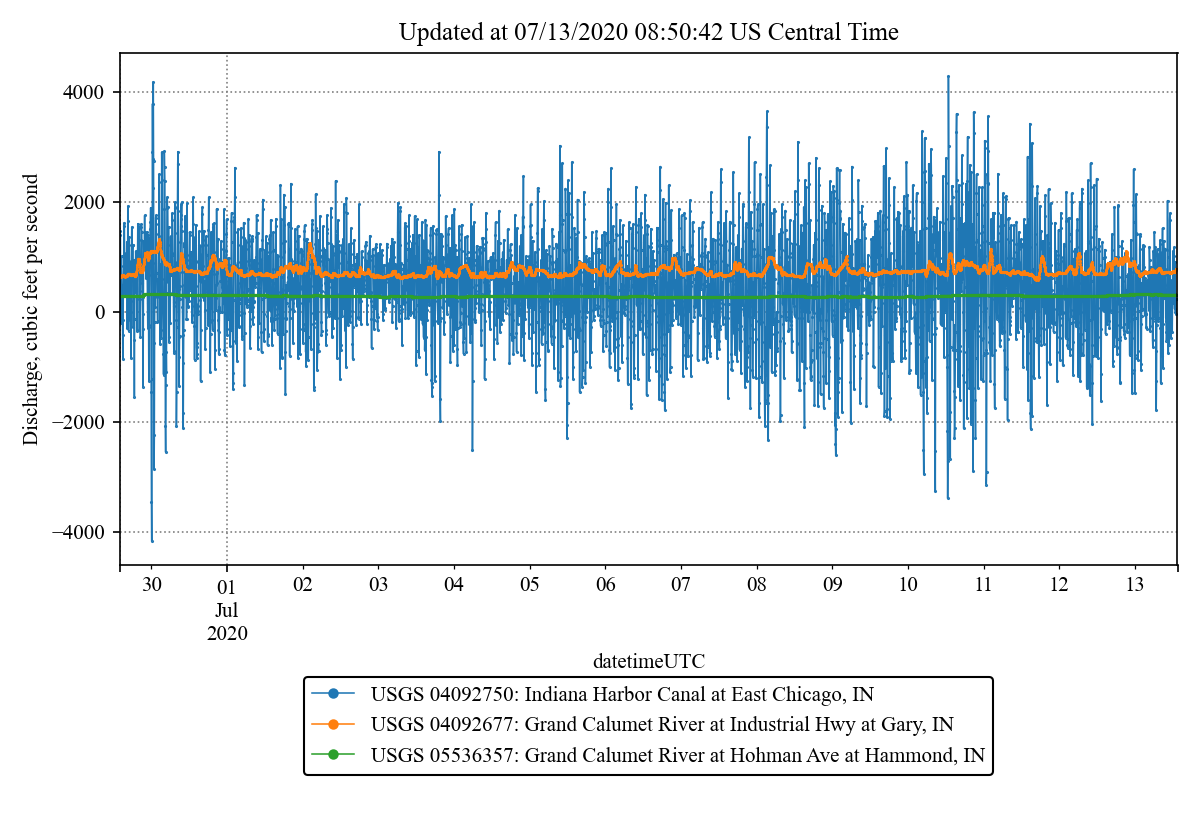 Updated at 07/13/2020 08:50:42 US Central Time
Discharge, cubic feet per second
4000
2000
0
−2000
−4000
30 01 02 03 04 05 06 07 08 09 10 11 12 13
Jul
2020
datetimeUTC
USGS 04092750: Indiana Harbor Canal at East Chicago, IN
USGS 04092677: Grand Calumet River at Industrial Hwy at Gary, IN
USGS 05536357: Grand Calumet River at Hohman Ave at Hammond, IN